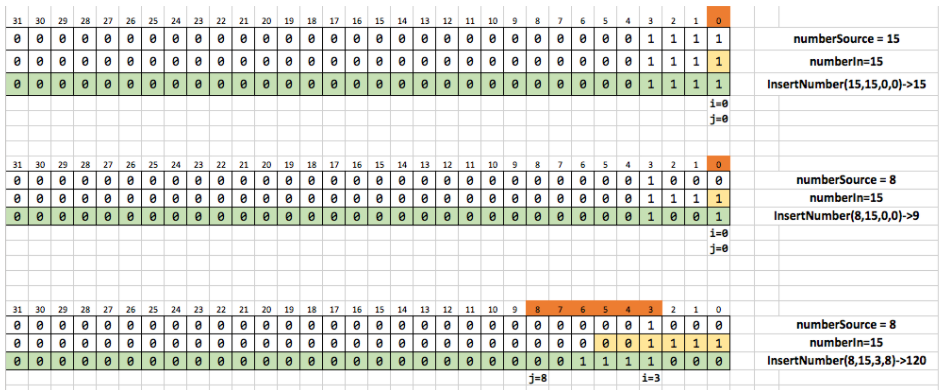 31 30 29 28 27 26 25 24 23 22 21 20 19 18 17 16 15 14 13 12 11 10 9 8 7 6 5 4 3 2 1 0
0 0 0 0 0 0 0 0 0 0 0 0 0 0 0 0 0 0 0 0 0 0 0 0 0 0 0 0 1 1 1 1 numberSource = 15
0 0 0 0 0 0 0 0 0 0 0 0 0 0 0 0 0 0 0 0 0 0 0 0 0 0 0 0 1 1 1 1 numberIn=15
0 0 0 0 0 0 0 0 0 0 0 0 0 0 0 0 0 0 0 0 0 0 0 0 0 0 0 0 1 1 1 1 InsertNumber(15,15,0,0)->15
i=0
j=0
31 30 29 28 27 26 25 24 23 22 21 20 19 18 17 16 15 14 13 12 11 10 9 8 7 6 5 4 3 2 1 0
0 0 0 0 0 0 0 0 0 0 0 0 0 0 0 0 0 0 0 0 0 0 0 0 0 0 0 0 1 0 0 0 numberSource = 8
0 0 0 0 0 0 0 0 0 0 0 0 0 0 0 0 0 0 0 0 0 0 0 0 0 0 0 0 1 1 1 1 numberIn=15
0 0 0 0 0 0 0 0 0 0 0 0 0 0 0 0 0 0 0 0 0 0 0 0 0 0 0 0 1 0 0 1 InsertNumber(8,15,0,0)->9
i=0
j=0
31 30 29 28 27 26 25 24 23 22 21 20 19 18 17 16 15 14 13 12 11 10 9 8 7 6 5 4 3 2 1 0
0 0 0 0 0 0 0 0 0 0 0 0 0 0 0 0 0 0 0 0 0 0 0 0 0 0 0 0 1 0 0 0 numberSource = 8
0 0 0 0 0 0 0 0 0 0 0 0 0 0 0 0 0 0 0 0 0 0 0 0 0 0 0 0 1 1 1 1 numberIn=15
0 0 0 0 0 0 0 0 0 0 0 0 0 0 0 0 0 0 0 0 0 0 0 0 0 1 1 1 1 0 0 0 InsertNumber(8,15,3,8)->120
j=8 i=3